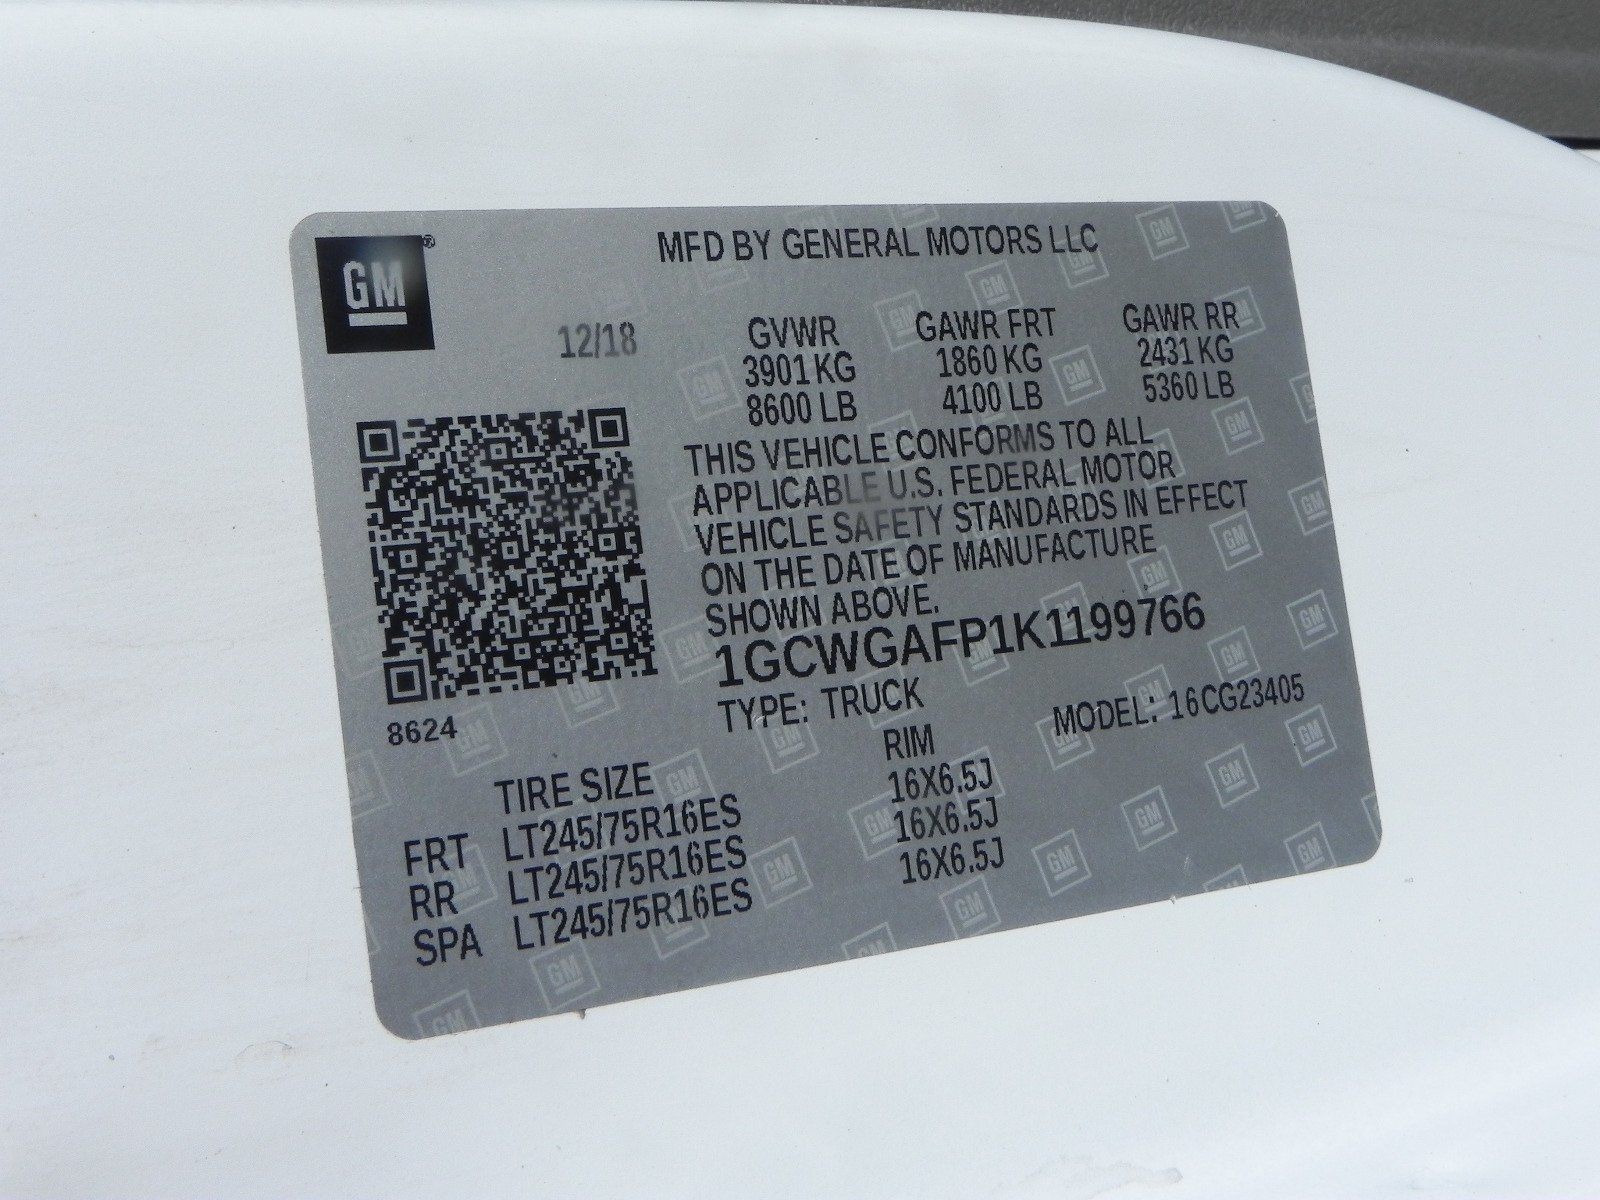 GM®
MFD BY GENERAL MOTORS LLC
12/18
GVWR GAWR FRT GAWR RR
3901 KG 1860 KG 2431 KG
8600 LB 4100 LB 5360 LB
THIS VEHICLE CONFORMS TO ALL
APPLICABLE U.S. FEDERAL MOTOR
VEHICLE SAFETY STANDARDS IN EFFECT
ON THE DATE OF MANUFACTURE
SHOWN ABOVE.
1GCWGAFP1K1199766
TYPE: TRUCK MODEL: 16CG23405
8624
TIRE SIZE RIM
FRT LT245/75R16ES 16X6.5J
RR LT245/75R16ES 16X6.5J
SPA LT245/75R16ES 16X6.5J